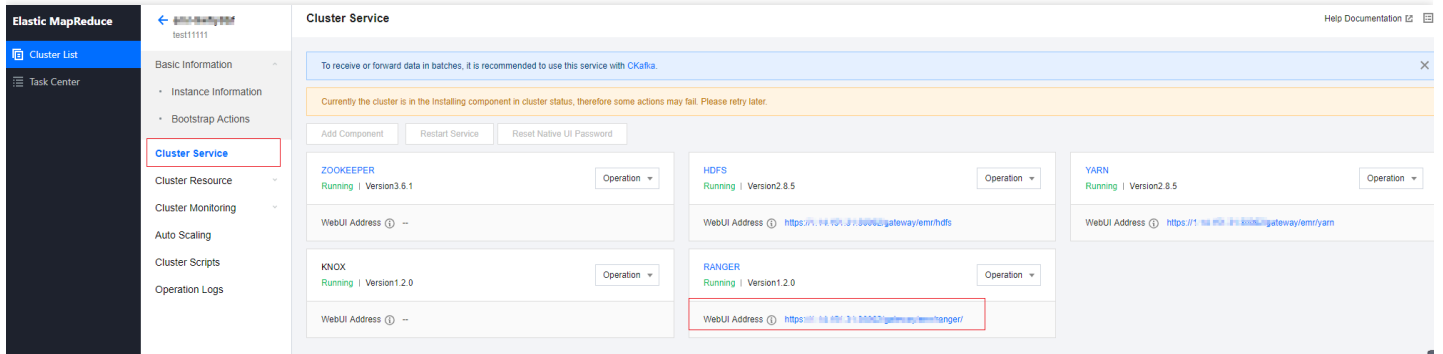 Elastic MapReduce
Cluster List
Task Center
test11111
Basic Information
Instance Information
Bootstrap Actions
Cluster Service
Cluster Resource
Cluster Monitoring
Auto Scaling
Cluster Scripts
Operation Logs
Cluster Service
Help Documentation
To receive or forward data in batches, it is recommended to use this service with CKafka.
Currently the cluster is in the Installing component in cluster status, therefore some actions may fail. Please retry later.
Add Component Restart Service Reset Native UI Password
ZOOKEEPER
Running | Version3.6.1
Operation
WebUI Address --
HDFS
Running | Version2.8.5
Operation
WebUI Address gateway/emr/hdfs
YARN
Running | Version2.8.5
Operation
WebUI Address gateway/emr/yarn
KNOX
Running | Version1.2.0
Operation
WebUI Address --
RANGER
Running | Version1.2.0
Operation
WebUI Address ranger/